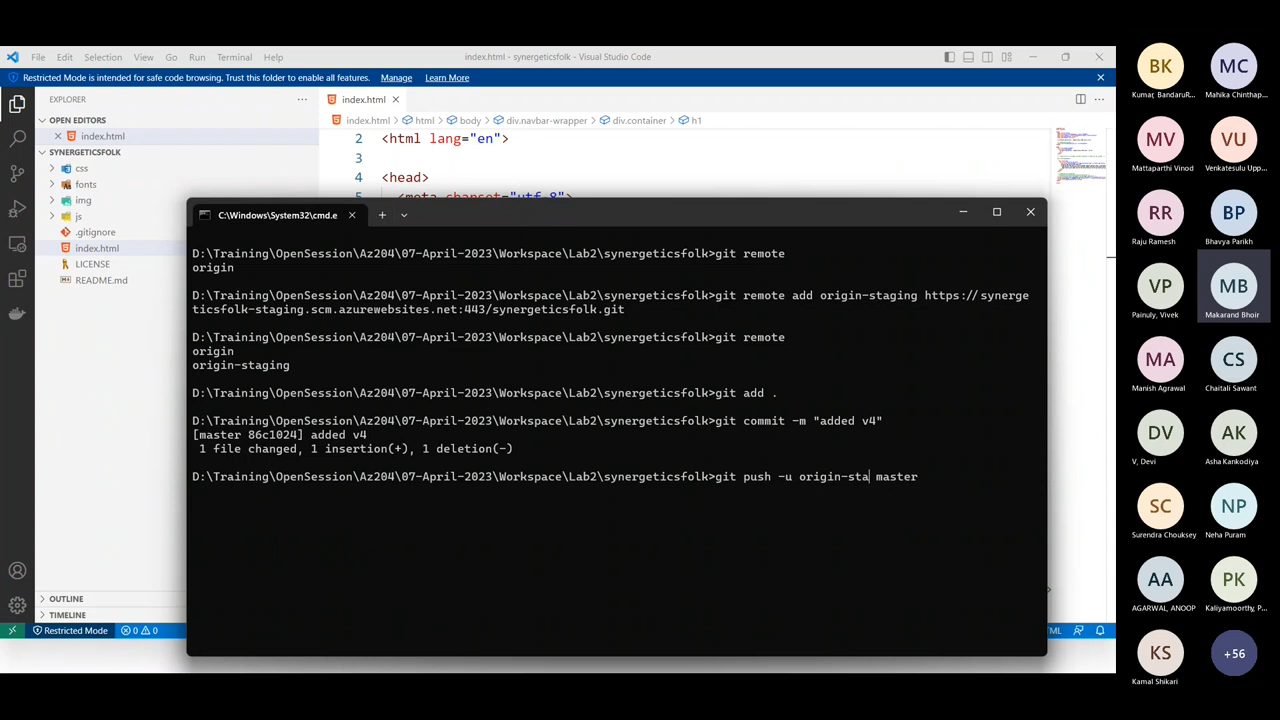 File Edit Selection View Go Run Terminal Help
index.html - synergeticsfolk - Visual Studio Code
Restricted Mode is intended for safe code browsing. Trust this folder to enable all features. Manage Learn More
EXPLORER
OPEN EDITORS
index.html
SYNERGETICSFOLK
css
fonts
img
js
.gitignore
index.html
LICENSE
README.md
OUTLINE
TIMELINE
index.html
index.html > html > body > div.navbar-wrapper > div.container > h1
2 <html lang="en">
3
4 <head>
5 <meta charset="utf-8">
C:\Windows\System32\cmd.e
D:\Training\OpenSession\Az204\07-April-2023\Workspace\Lab2\synergeticsfolk>git remote
origin
D:\Training\OpenSession\Az204\07-April-2023\Workspace\Lab2\synergeticsfolk>git remote add origin-staging https://synerge
ticsfolk-staging.scm.azurewebsites.net:443/synergeticsfolk.git
D:\Training\OpenSession\Az204\07-April-2023\Workspace\Lab2\synergeticsfolk>git remote
origin
origin-staging
D:\Training\OpenSession\Az204\07-April-2023\Workspace\Lab2\synergeticsfolk>git add .
D:\Training\OpenSession\Az204\07-April-2023\Workspace\Lab2\synergeticsfolk>git commit -m "added v4"
[master 86c1024] added v4
1 file changed, 1 insertion(+), 1 deletion(-)
D:\Training\OpenSession\Az204\07-April-2023\Workspace\Lab2\synergeticsfolk>git push -u origin-sta master
Restricted Mode 0 0
TML
BK
Kumar, BandaruR...
MC
Mahika Chinthap...
MV
Mattaparthi Vinod
VU
Venkatesulu Upp...
RR
Raju Ramesh
BP
Bhavya Parikh
VP
Painuly, Vivek
MB
Makarand Bhoir
MA
Manish Agrawal
CS
Chaitali Sawant
DV
V, Devi
AK
Asha Kankodiya
SC
Surendra Chouksey
NP
Neha Puram
AA
AGARWAL, ANOOP
PK
Kaliyamoorthy, P...
KS
Kamal Shikari
+56